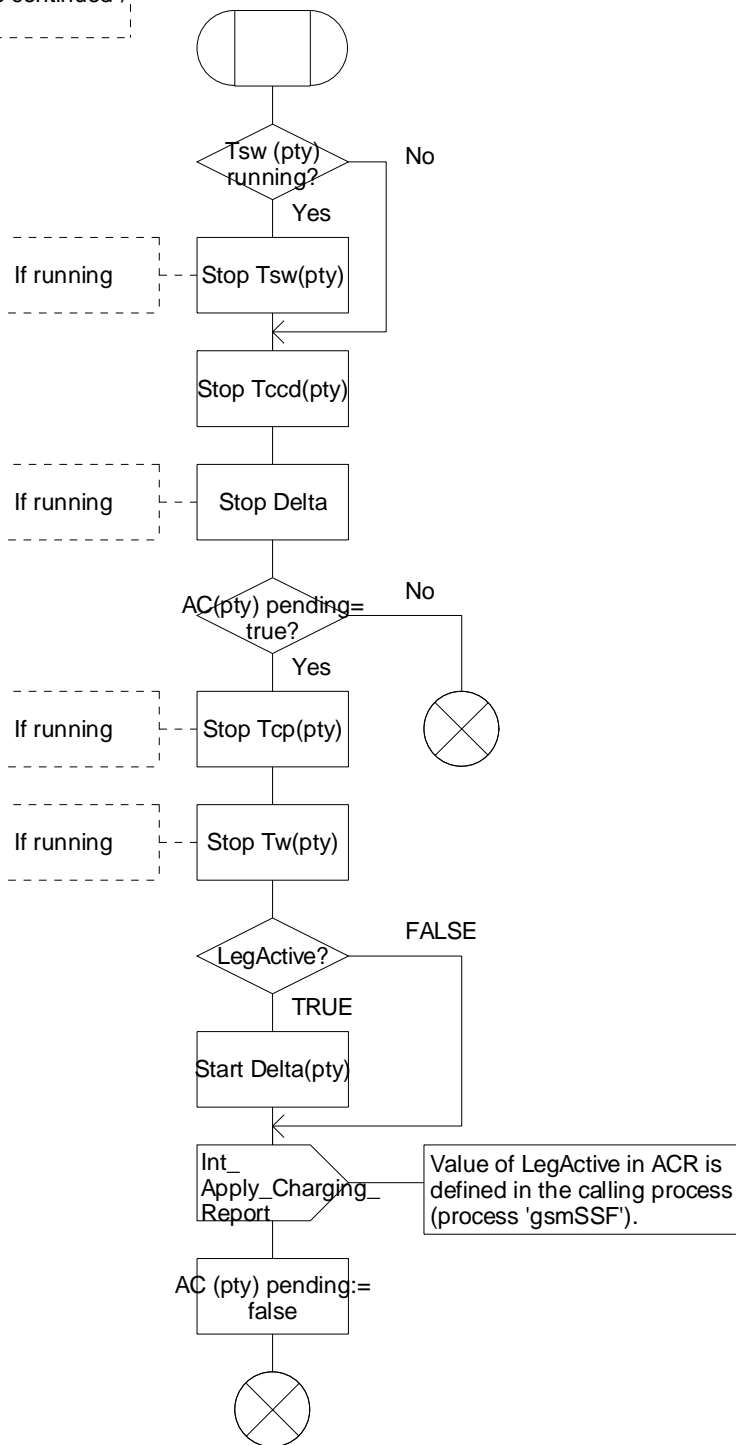 continued /
Tsw (pty)
running?
No
Yes
If running
Stop Tsw(pty)
Stop Tccd(pty)
If running
Stop Delta
AC(pty) pending=
true?
No
Yes
If running
Stop Tcp(pty)
If running
Stop Tw(pty)
LegActive?
FALSE
TRUE
Start Delta(pty)
Int_
Apply_Charging_
Report
Value of LegActive in ACR is
defined in the calling process
(process 'gsmSSF').
AC (pty) pending:=
false